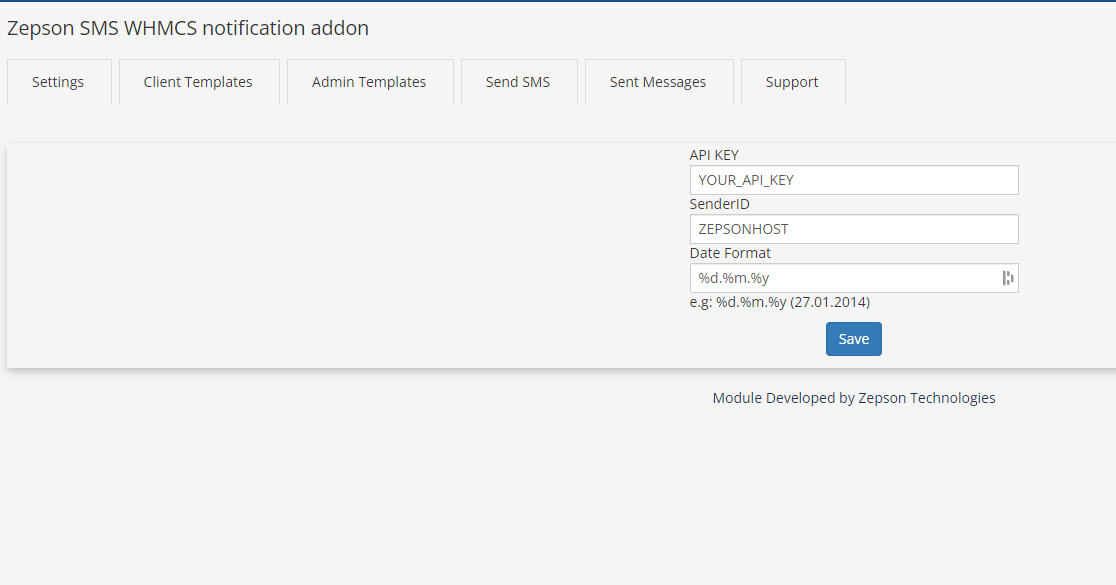 Zepson SMS WHMCS notification addon
Settings
Client Templates
Admin Templates
Send SMS
Sent Messages
Support
API KEY
YOUR_API_KEY
SenderID
ZEPSONHOST
Date Format
%d.%m.%y
e.g: %d.%m.%y (27.01.2014)
Save
Module Developed by Zepson Technologies